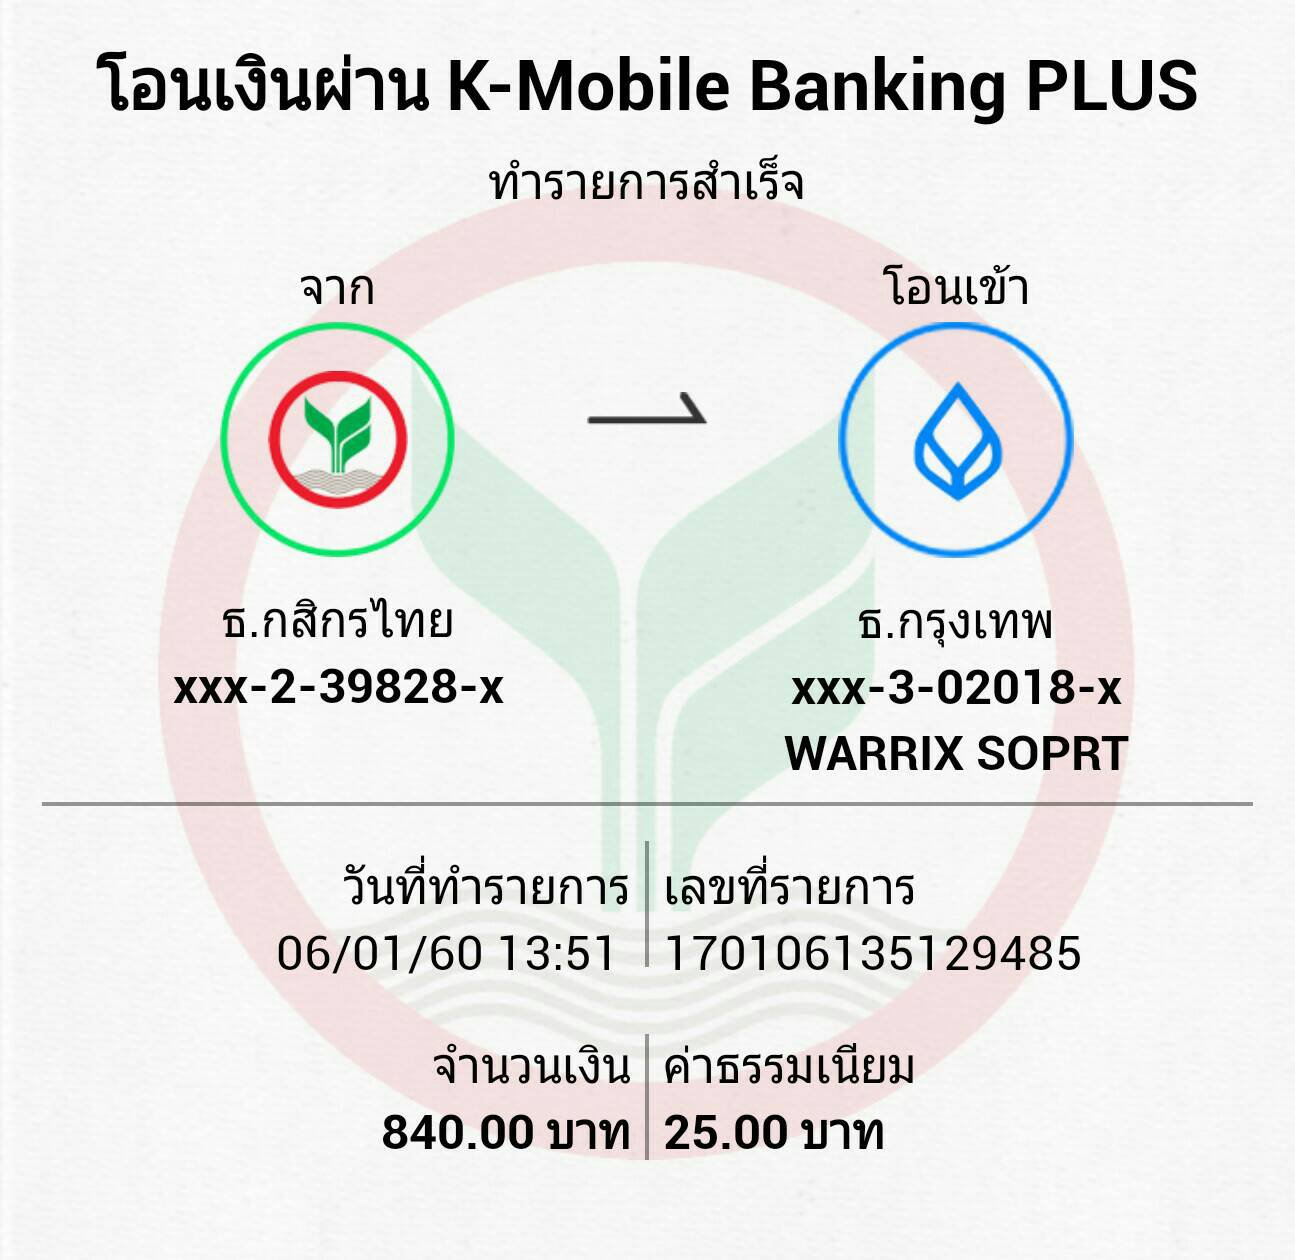 โอนเงินผ่าน K-Mobile Banking PLUS
ทำรายการสำเร็จ
จาก
โอนเข้า
ธ.กสิกรไทย
ธ.กรุงเทพ
xxx-2-39828-x
xxx-3-02018-x
WARRIX SOPRT
วันที่ทำรายการ
เลขที่รายการ
06/01/60 13:51
170106135129485
จำนวนเงิน
ค่าธรรมเนียม
840.00 บาท
25.00 บาท